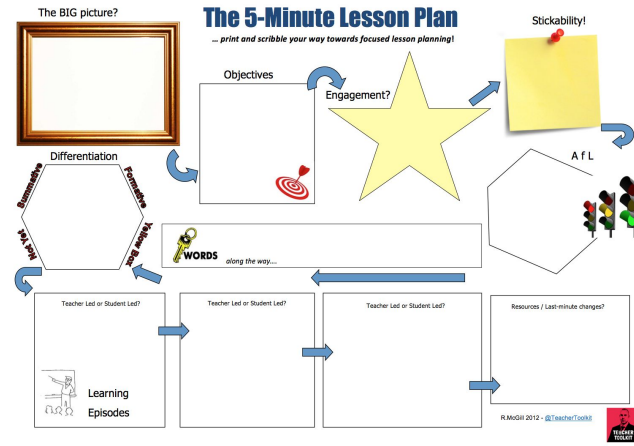 The BIG picture?
The 5-Minute Lesson Plan
... print and scribble your way towards focused lesson planning!
Stickability!
Objectives
Engagement?
Differentiation
Summative
Formative
Not Yet
Yellow Box
A f L
WORDS along the way....
Teacher Led or Student Led?
Teacher Led or Student Led?
Teacher Led or Student Led?
Resources / Last-minute changes?
Learning
Episodes
R.McGill 2012 - @TeacherToolkit
TEACHER
TOOLKIT